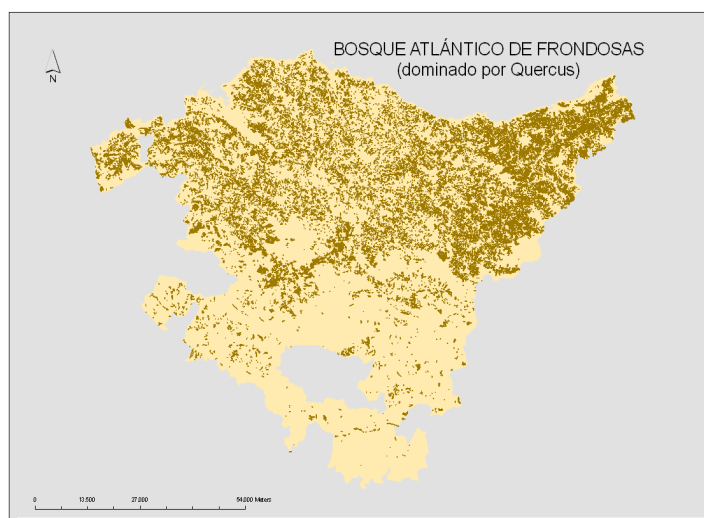 BOSQUE ATLÁNTICO DE FRONDOSAS
(dominado por Quercus)
N
0 13.500 27.000 54.000 Meters